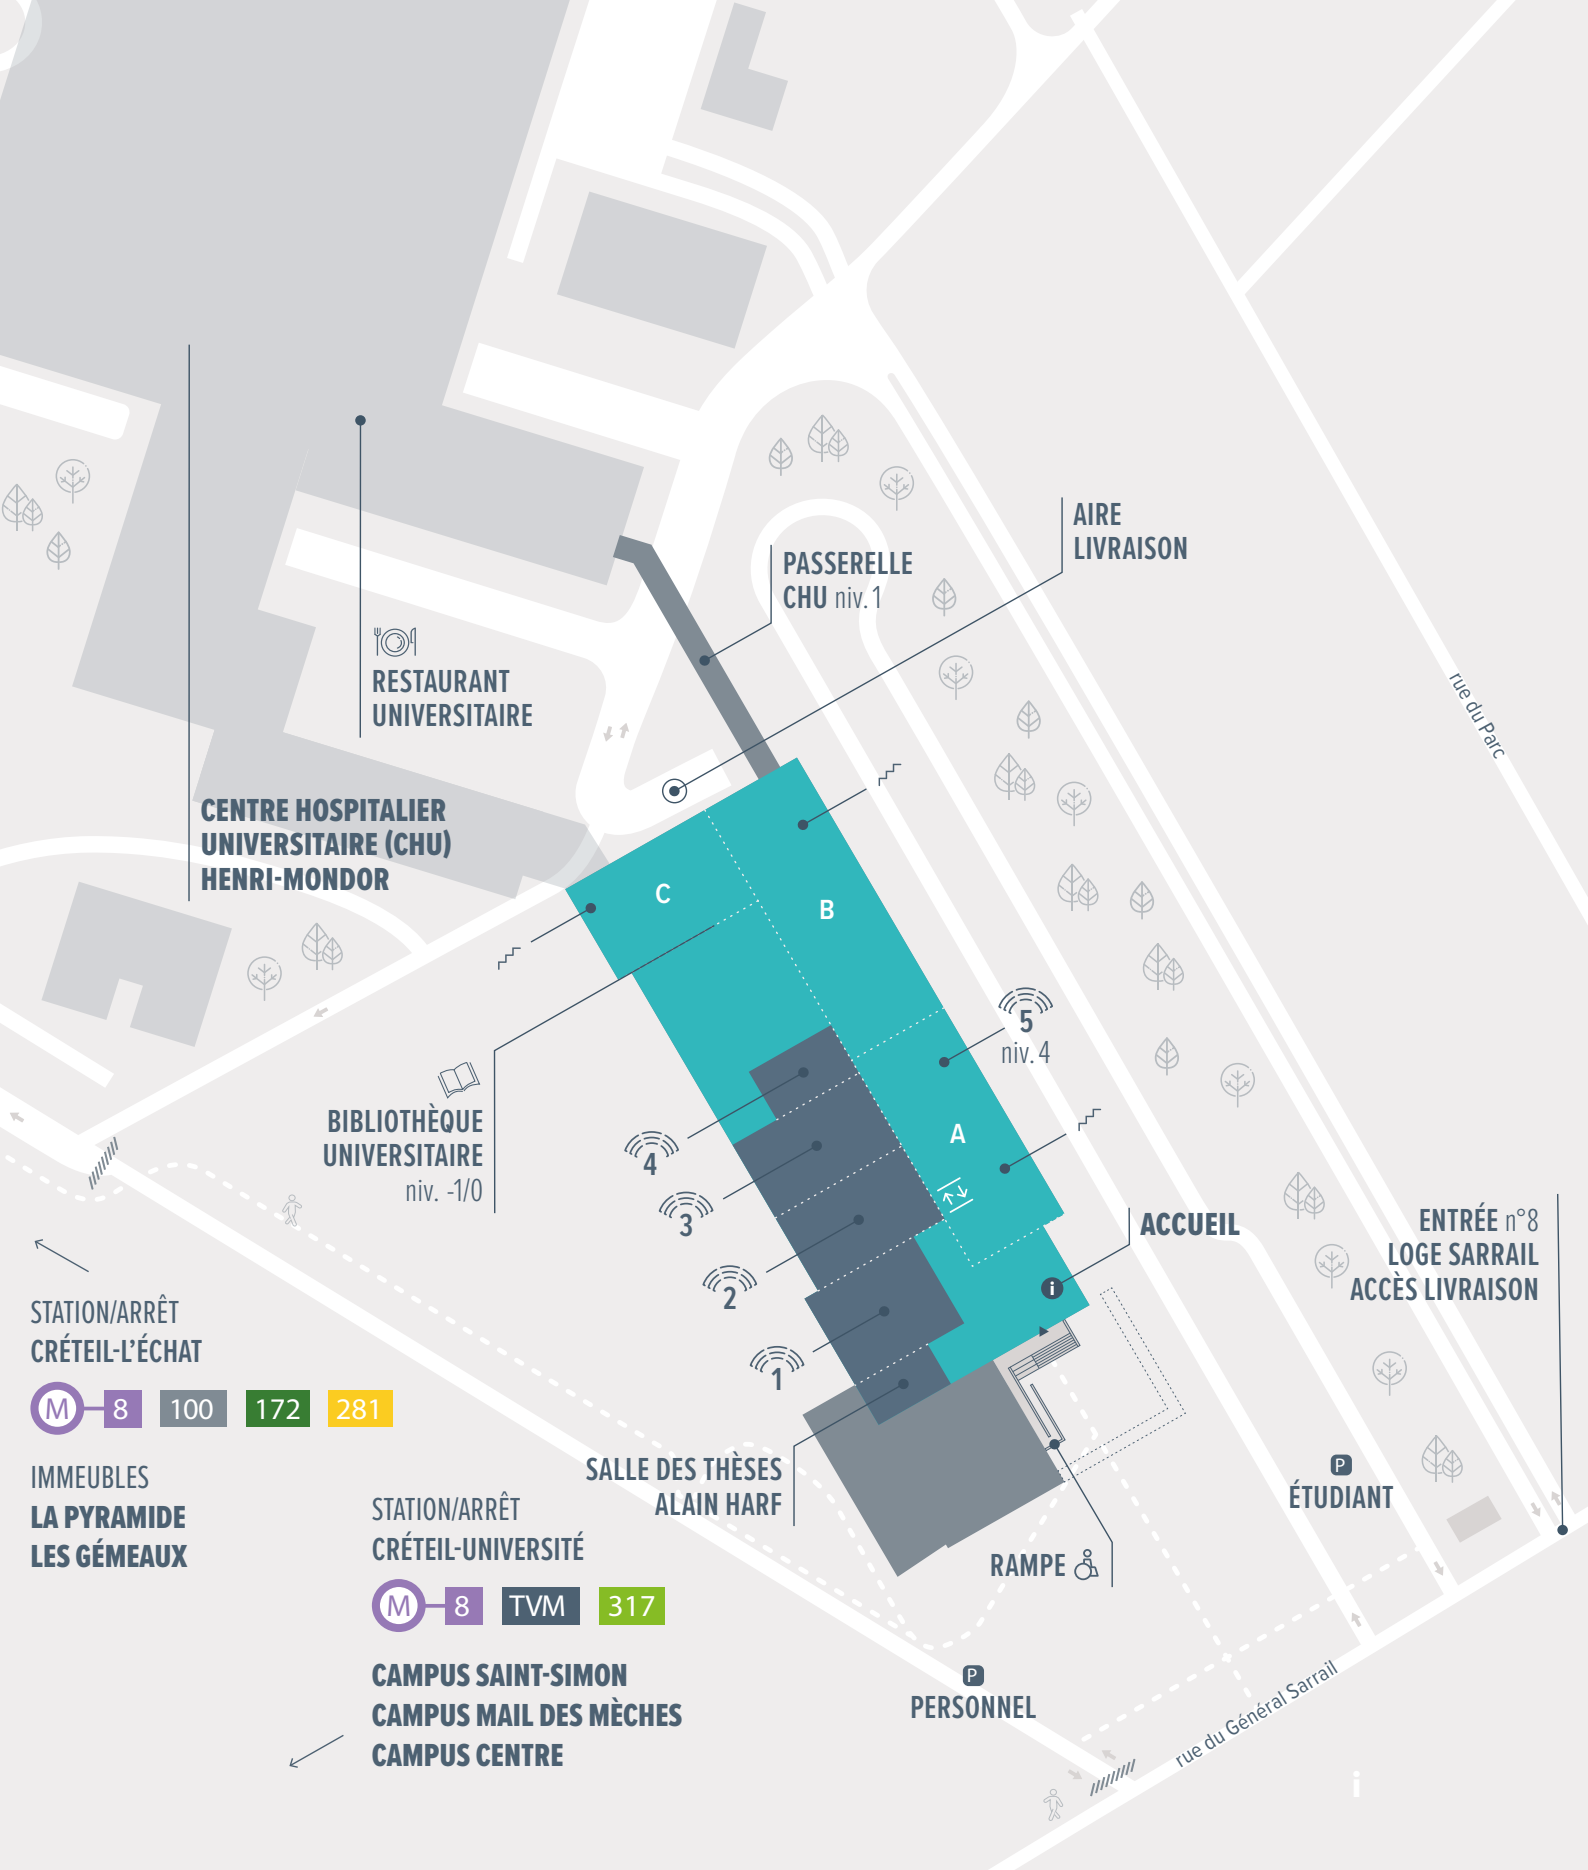 AIRE
LIVRAISON
PASSERELLE
CHU niv. 1
RESTAURANT
UNIVERSITAIRE
rue du Parc
CENTRE HOSPITALIER
UNIVERSITAIRE (CHU)
HENRI-MONDOR
C
B
5
niv. 4
BIBLIOTHÈQUE
UNIVERSITAIRE
niv. -1/0
A
4
3
2
1
ACCUEIL
i
ENTRÉE n°8
LOGE SARRAIL
ACCÈS LIVRAISON
STATION/ARRÊT
CRÉTEIL-L'ÉCHAT
M 8 100 172 281
IMMEUBLES
LA PYRAMIDE
LES GÉMEAUX
SALLE DES THÈSES
ALAIN HARF
P
ÉTUDIANT
STATION/ARRÊT
CRÉTEIL-UNIVERSITÉ
M 8 TVM 317
RAMPE
CAMPUS SAINT-SIMON
CAMPUS MAIL DES MÈCHES
CAMPUS CENTRE
P
PERSONNEL
rue du Général Sarrail
i